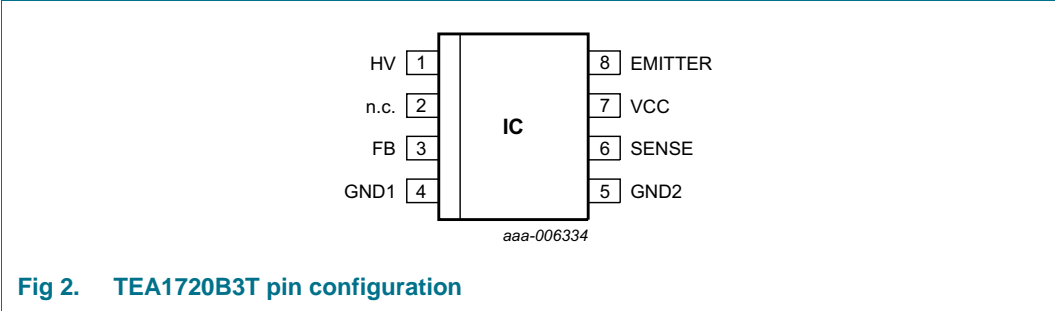 HV 1 8 EMITTER
n.c. 2 7 VCC
IC
FB 3 6 SENSE
GND1 4 5 GND2
aaa-006334
Fig 2. TEA1720B3T pin configuration